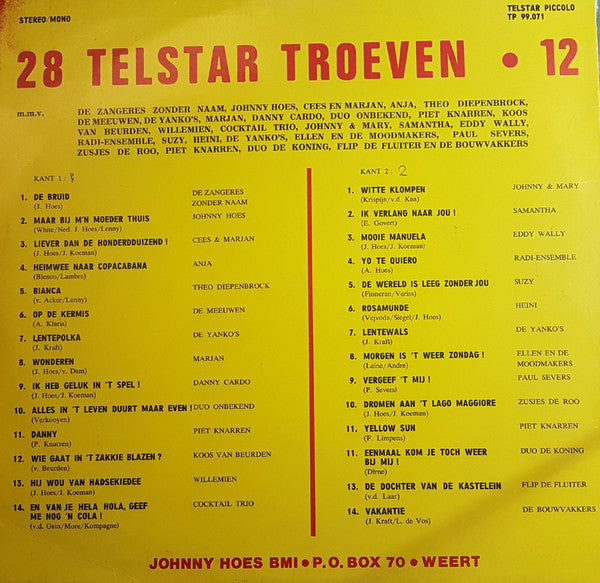 STEREO/MONO
TELSTAR PICCOLO
TP 99.071
28 TELSTAR TROEVEN • 12
m.m.v.
DE ZANGERES ZONDER NAAM, JOHNNY HOES, CEES EN MARJAN, ANJA, THEO DIEPENBROCK,
DE MEEUWEN, DE YANKO'S, MARJAN, DANNY CARDO, DUO ONBEKEND, PIET KNARREN, KOOS
VAN BEURDEN, WILLEMIEN, COCKTAIL TRIO, JOHNNY & MARY, SAMANTHA, EDDY WALLY,
RADI-ENSEMBLE, SUZY, HEINI, DE YANKO'S, ELLEN EN DE MOODMAKERS, PAUL SEVERS,
ZUSJES DE ROO, PIET KNARREN, DUO DE KONING, FLIP DE FLUITER EN DE BOUWVAKKERS
KANT 1 :
1. DE BRUID DE ZANGERES
(J. Hoes) ZONDER NAAM
2. MAAR BIJ M'N MOEDER THUIS JOHNNY HOES
(White/Ned. J. Hoes/Lenny)
3. LIEVER DAN DE HONDERDDUIZEND ! CEES & MARJAN
(J. Hoes/J. Koeman)
4. HEIMWEE NAAR COPACABANA ANJA
(Blenco/Lambre)
5. BIANCA THEO DIEPENBROCK
(v. Acker/Lenny)
6. OP DE KERMIS DE MEEUWEN
(A. Klaris)
7. LENTEPOLKA DE YANKO'S
(J. Kraft)
8. WONDEREN MARJAN
(J. Hoes/v. Dam)
9. IK HEB GELUK IN 'T SPEL ! DANNY CARDO
(J. Hoes/J. Koeman)
10. ALLES IN 'T LEVEN DUURT MAAR EVEN ! DUO ONBEKEND
(Verkooyen)
11. DANNY PIET KNARREN
(P. Knarren)
12. WIE GAAT IN 'T ZAKKIE BLAZEN ? KOOS VAN BEURDEN
(v. Beurden)
13. HIJ WOU VAN HADSEKIEDEE WILLEMIEN
(J. Hoes/J. Koeman)
14. EN VAN JE HELA HOLA, GEEF COCKTAIL TRIO
ME NOG 'N COLA !
(v.d. Gein/More/Kompagne)
KANT 2 : 2
1. WITTE KLOMPEN JOHNNY & MARY
(Krispijn/v.d. Kaa)
2. IK VERLANG NAAR JOU ! SAMANTHA
(E. Govert)
3. MOOIE MANUELA EDDY WALLY
(J. Hoes/J. Koeman)
4. YO TE QUIERO RADI-ENSEMBLE
(A. Hoes)
5. DE WERELD IS LEEG ZONDER JOU SUZY
(Finneran/Veriss)
6. ROSAMUNDE HEINI
(Vejvoda/Siegel/J. Hoes)
7. LENTEWALS DE YANKO'S
(J. Kraft)
8. MORGEN IS 'T WEER ZONDAG ! ELLEN EN DE
(Laine/Andre) MOODMAKERS
9. VERGEEF 'T MIJ ! PAUL SEVERS
(P. Severs)
10. DROMEN AAN 'T LAGO MAGGIORE ZUSJES DE ROO
(J. Hoes/J. Koeman)
11. YELLOW SUN PIET KNARREN
(F. Limpens)
11. EENMAAL KOM JE TOCH WEER DUO DE KONING
BIJ MIJ !
(Dirne)
13. DE DOCHTER VAN DE KASTELEIN FLIP DE FLUITER
(v.d. Laar)
14. VAKANTIE DE BOUWVAKKERS
(J. Kraft/L. de Vos)
JOHNNY HOES BMI • P.O. BOX 70 • WEERT